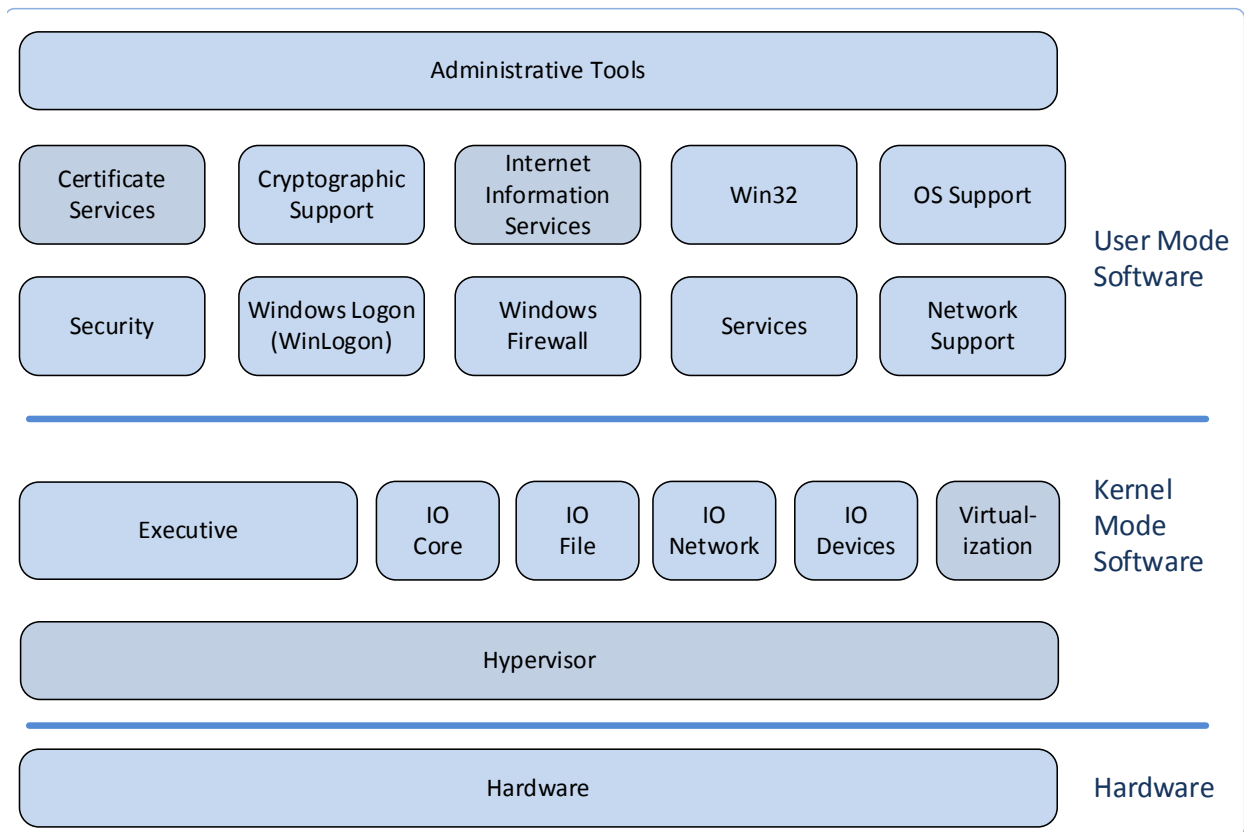 Administrative Tools
Certificate
Services
Cryptographic
Support
Internet
Information
Services
Win32
OS Support
User Mode
Software
Security
Windows Logon
(WinLogon)
Windows
Firewall
Services
Network
Support
Executive
IO
Core
IO
File
IO
Network
IO
Devices
Virtual-
ization
Kernel
Mode
Software
Hypervisor
Hardware
Hardware